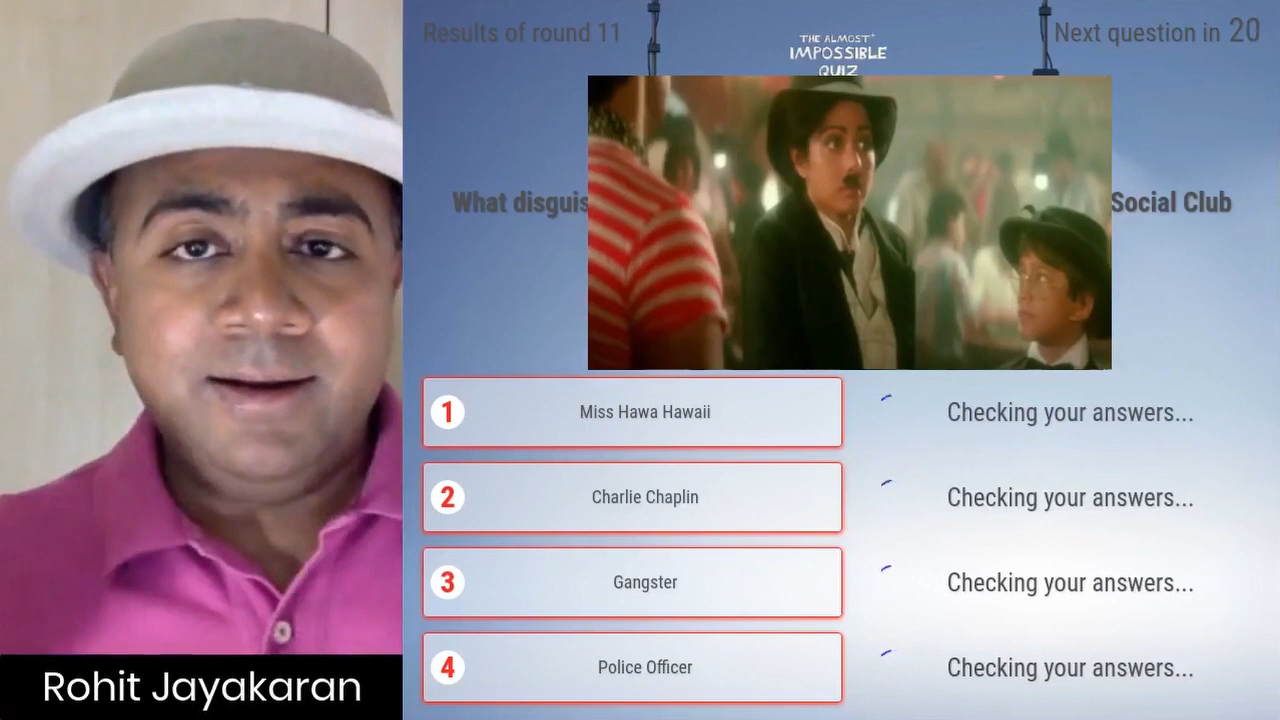 Results of round 11
Next question in 20
THE ALMOST*
IMPOSSIBLE
QUIZ
What disguis
Social Club
1 Miss Hawa Hawaii
Checking your answers...
2 Charlie Chaplin
Checking your answers...
3 Gangster
Checking your answers...
4 Police Officer
Checking your answers...
Rohit Jayakaran